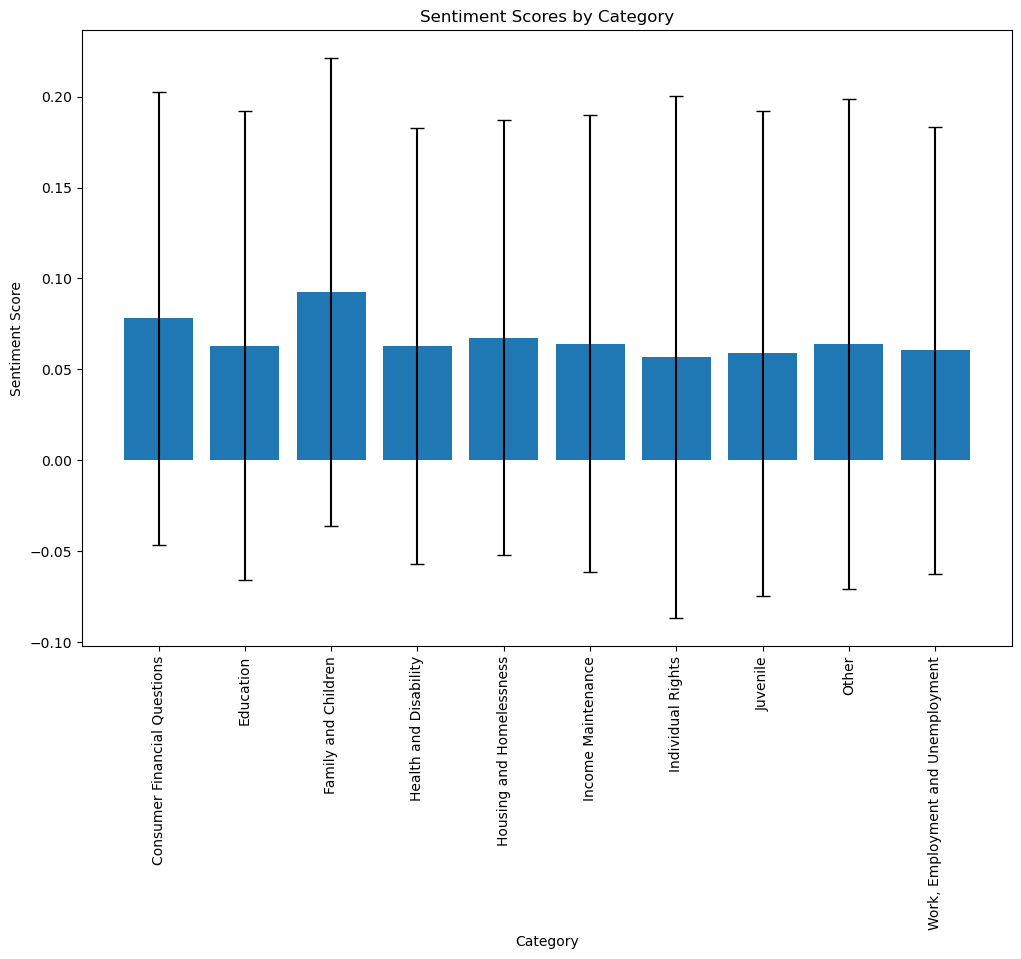 Sentiment Scores by Category
Sentiment Score
0.20
0.15
0.10
0.05
0.00
−0.05
−0.10
Consumer Financial Questions
Education
Family and Children
Health and Disability
Housing and Homelessness
Income Maintenance
Individual Rights
Juvenile
Other
Work, Employment and Unemployment
Category